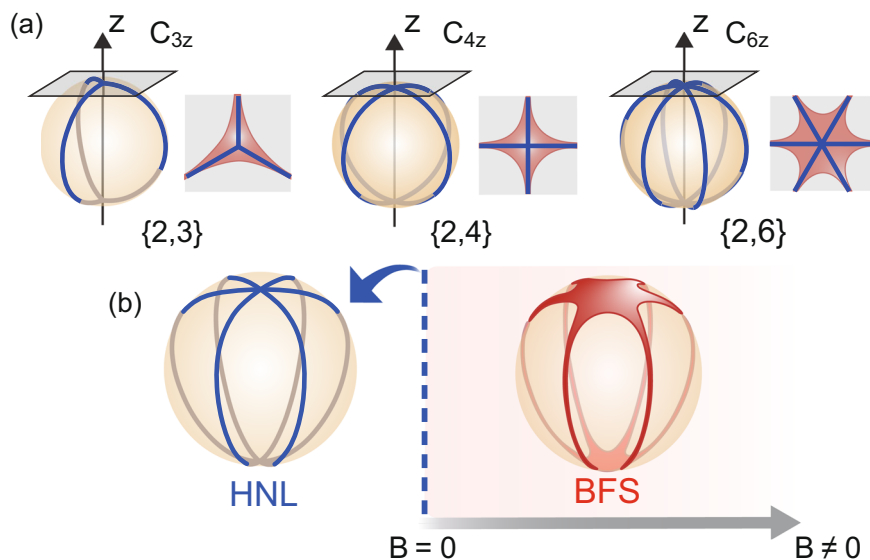 (a)
z C₃z
z C₄z
z C₆z
{2,3}
{2,4}
{2,6}
(b)
HNL
BFS
B = 0
B ≠ 0